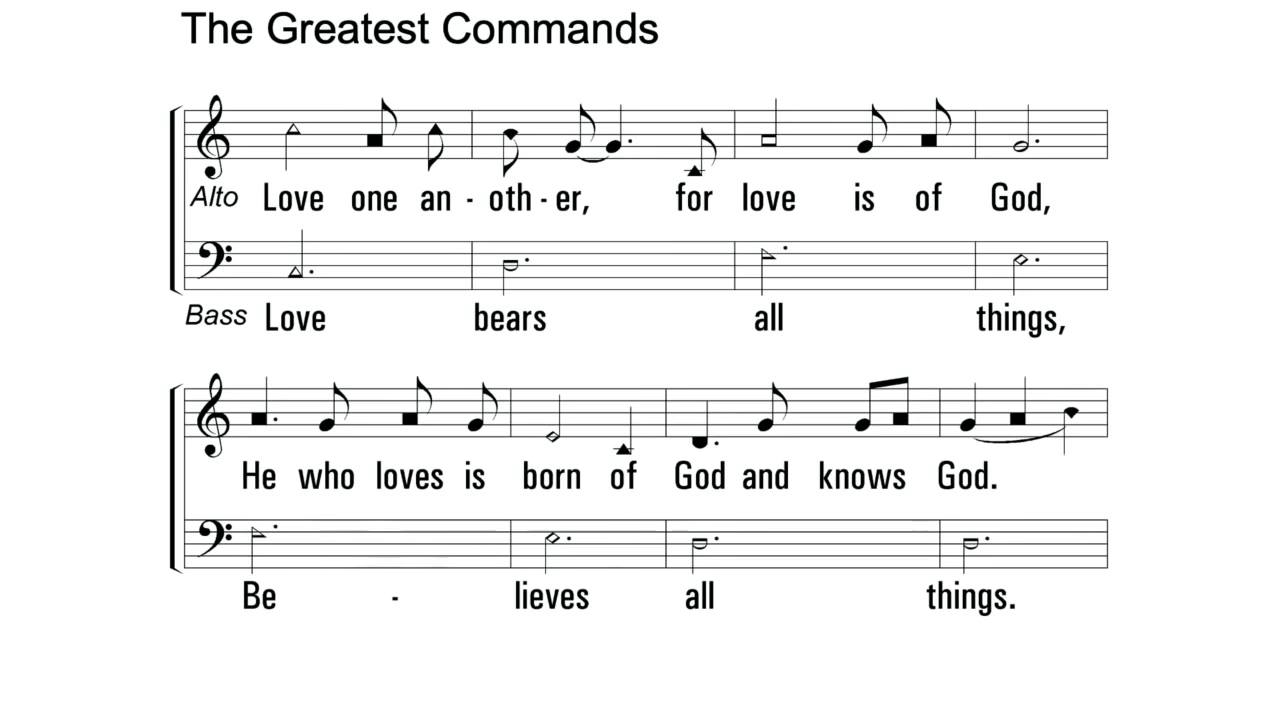 The Greatest Commands
Alto Love one an - oth - er, for love is of God,
Bass Love bears all things,
He who loves is born of God and knows God.
Be - lieves all things.